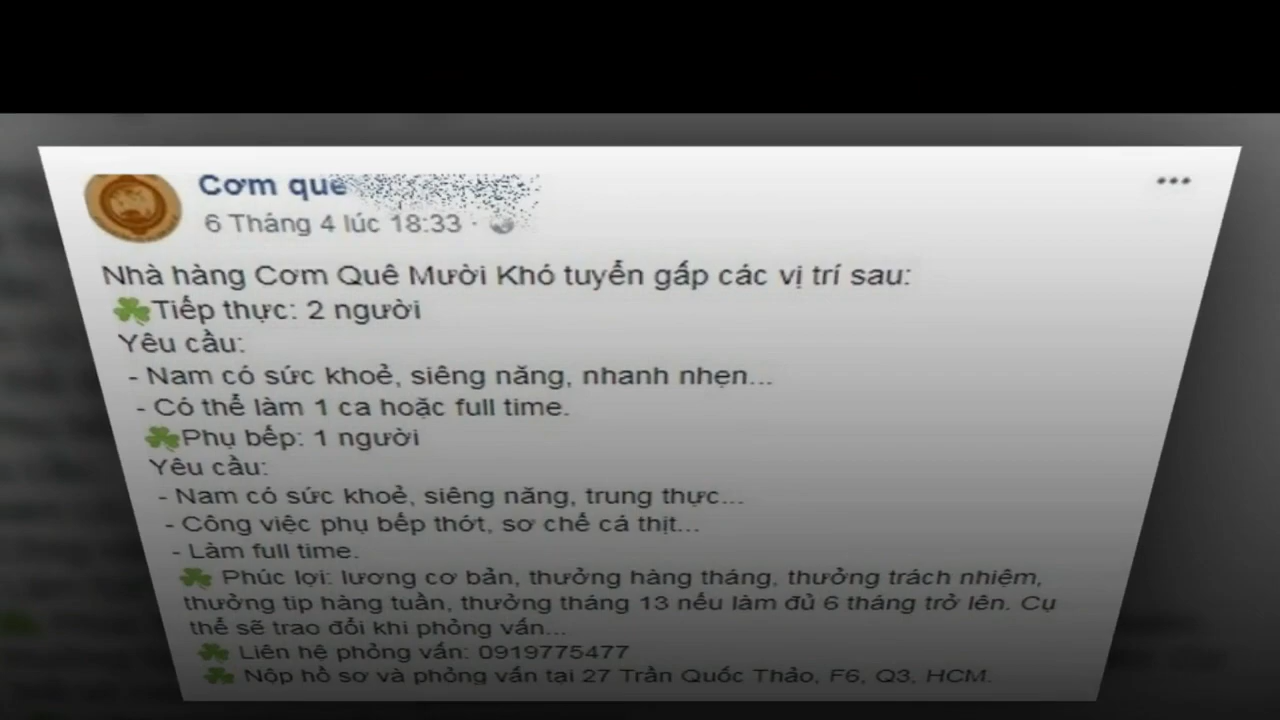 Cơm quê
6 Tháng 4 lúc 18:33 ·
Nhà hàng Cơm Quê Mười Khó tuyển gấp các vị trí sau:
Tiếp thực: 2 người
Yêu cầu:
- Nam có sức khoẻ, siêng năng, nhanh nhẹn...
- Có thể làm 1 ca hoặc full time.
Phụ bếp: 1 người
Yêu cầu:
- Nam có sức khoẻ, siêng năng, trung thực...
- Công việc phụ bếp thớt, sơ chế cá thịt...
- Làm full time.
Phúc lợi: lương cơ bản, thưởng hàng tháng, thưởng trách nhiệm,
thưởng tip hàng tuần, thưởng tháng 13 nếu làm đủ 6 tháng trở lên. Cụ
thể sẽ trao đổi khi phỏng vấn...
Liên hệ phỏng vấn: 0919775477
Nộp hồ sơ và phỏng vấn tại 27 Trần Quốc Thảo, F6, Q3, HCM.